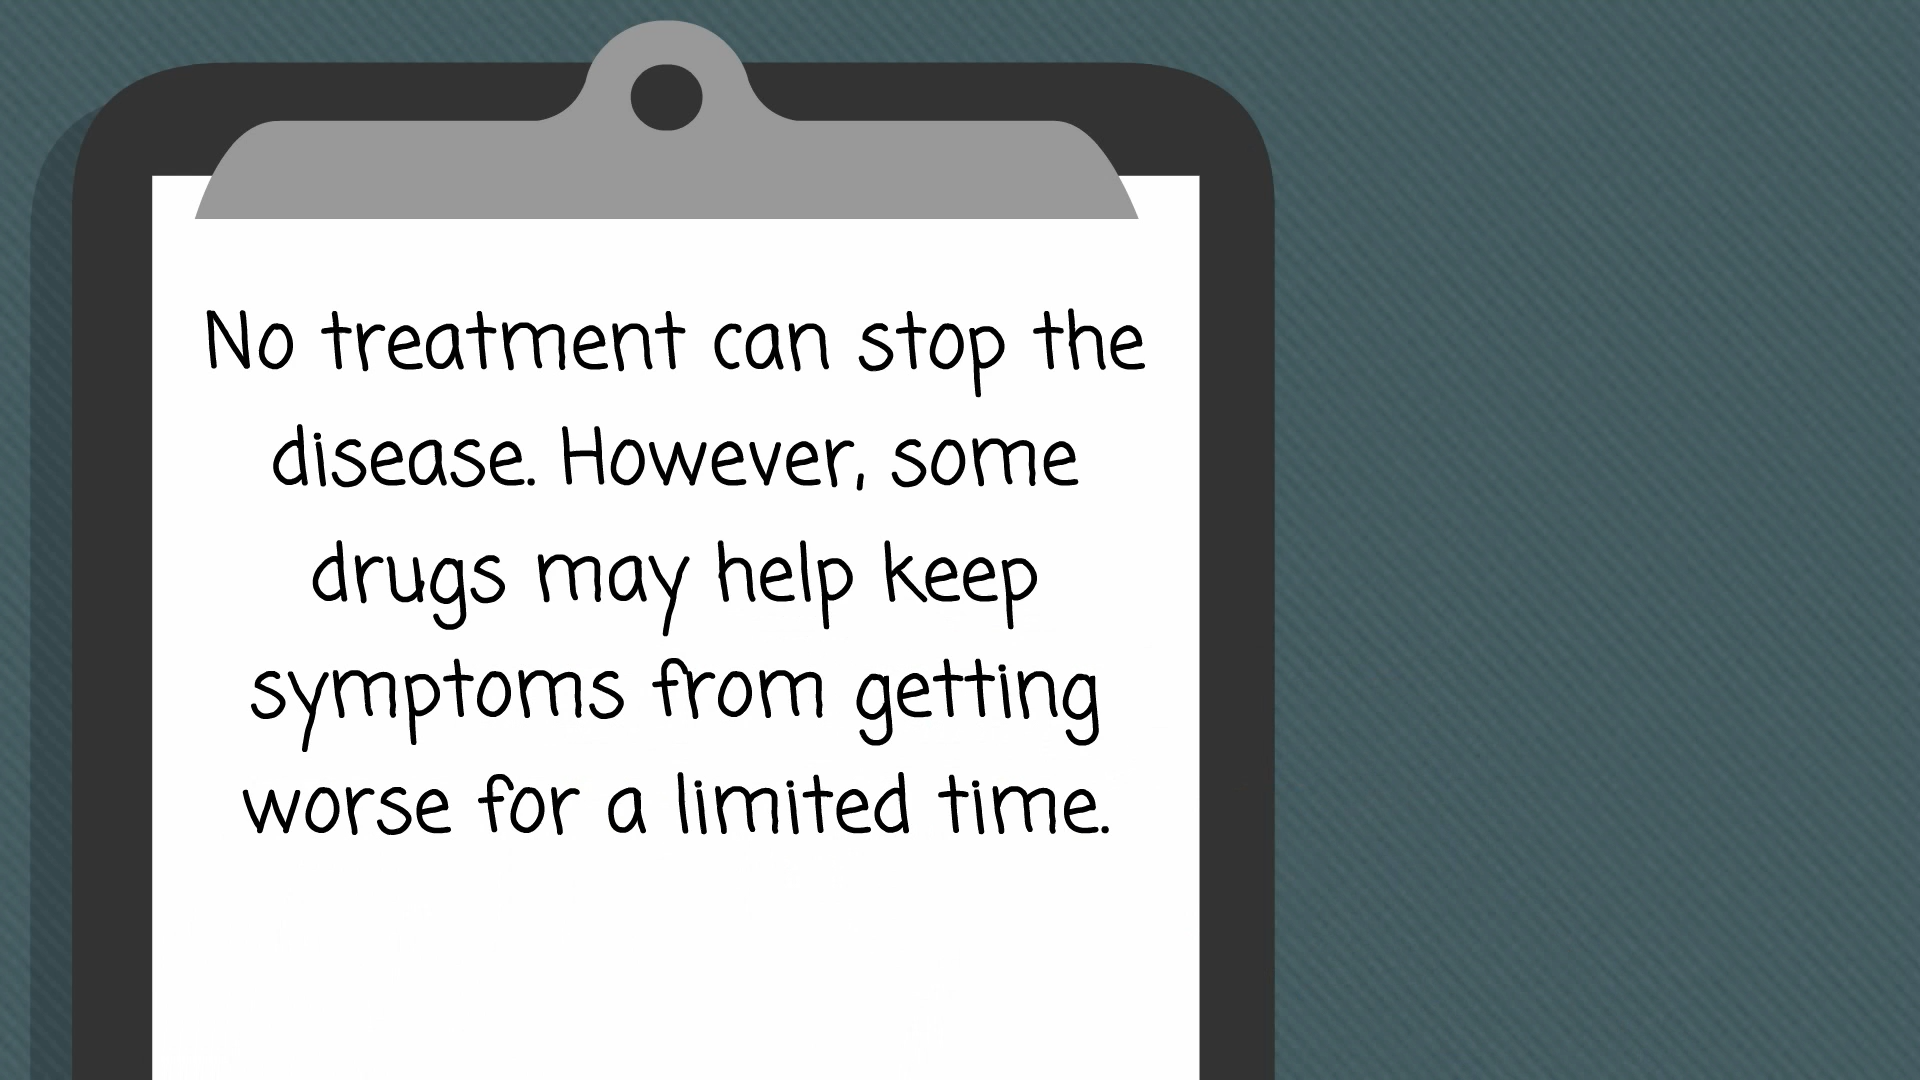 No treatment can stop the
disease. However, some
drugs may help keep
symptoms from getting
worse for a limited time.